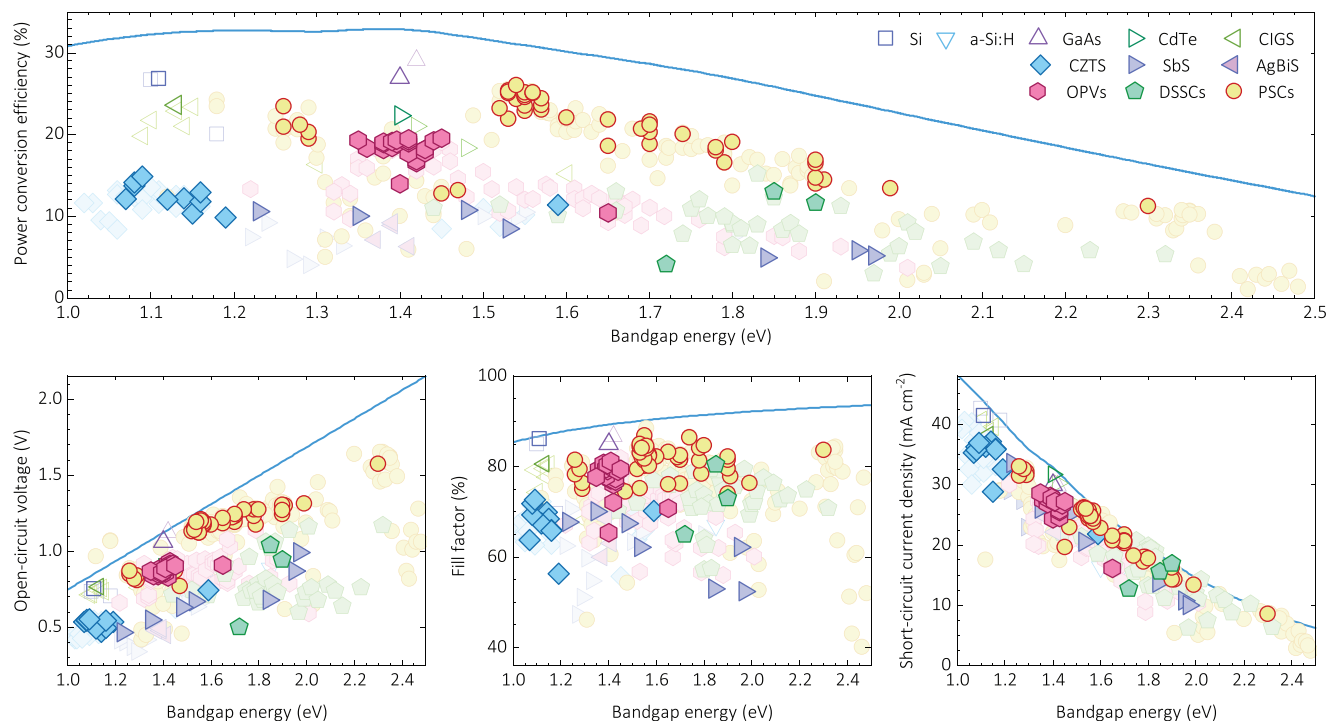 Power conversion efficiency (%)
30
20
10
0
Si
a-Si:H
GaAs
CdTe
CIGS
CZTS
SbS
AgBiS
OPVs
DSSCs
PSCs
1.0 1.1 1.2 1.3 1.4 1.5 1.6 1.7 1.8 1.9 2.0 2.1 2.2 2.3 2.4 2.5
Bandgap energy (eV)
Open-circuit voltage (V)
2.0
1.5
1.0
0.5
1.0 1.2 1.4 1.6 1.8 2.0 2.2 2.4
Bandgap energy (eV)
Fill factor (%)
100
80
60
40
1.0 1.2 1.4 1.6 1.8 2.0 2.2 2.4
Bandgap energy (eV)
Short-circuit current density (mA cm⁻²)
40
30
20
10
0
1.0 1.2 1.4 1.6 1.8 2.0 2.2 2.4
Bandgap energy (eV)